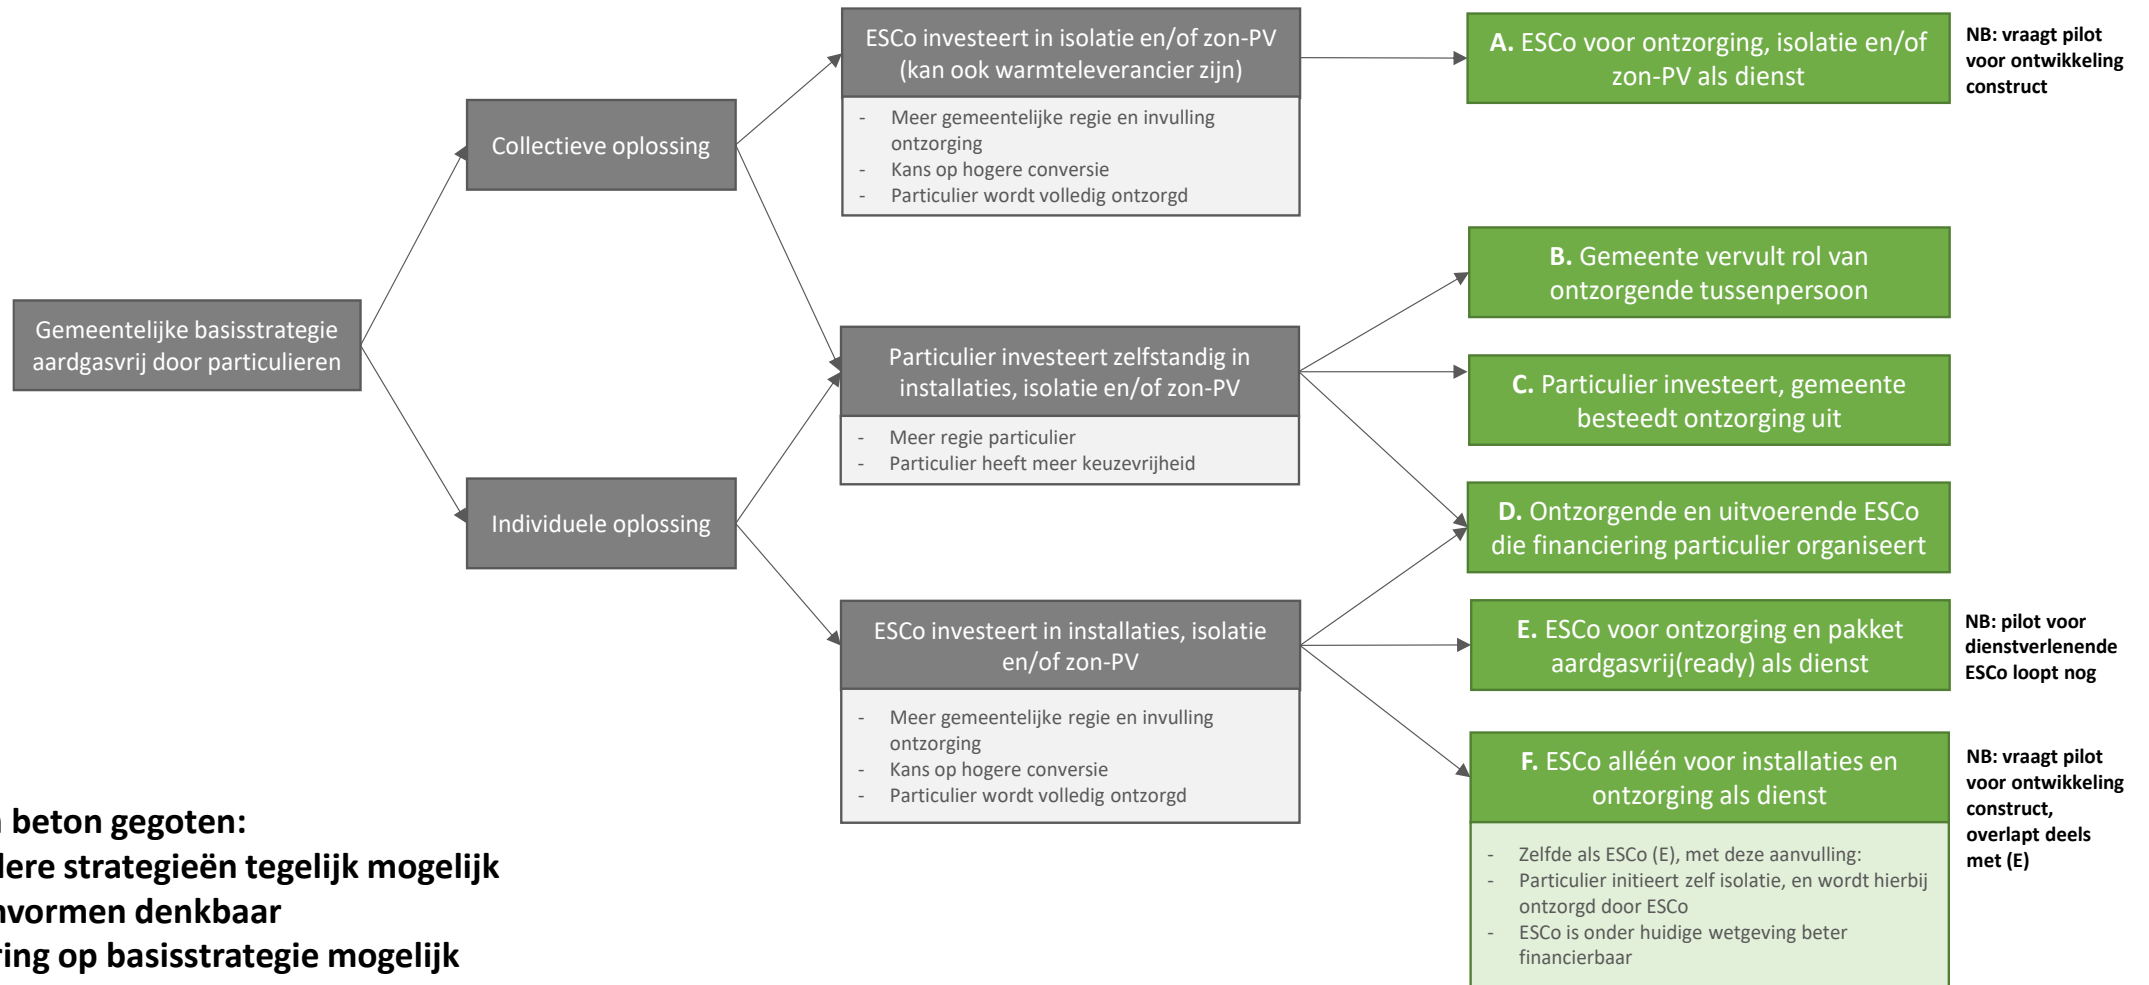 Gemeentelijke basisstrategie
aardgasvrij door particulieren
Collectieve oplossing
Individuele oplossing
ESCo investeert in isolatie en/of zon-PV
(kan ook warmteleverancier zijn)
- Meer gemeentelijke regie en invulling
ontzorging
- Kans op hogere conversie
- Particulier wordt volledig ontzorgd
Particulier investeert zelfstandig in
installaties, isolatie en/of zon-PV
- Meer regie particulier
- Particulier heeft meer keuzevrijheid
ESCo investeert in installaties, isolatie
en/of zon-PV
- Meer gemeentelijke regie en invulling
ontzorging
- Kans op hogere conversie
- Particulier wordt volledig ontzorgd
A. ESCo voor ontzorging, isolatie en/of
zon-PV als dienst
NB: vraagt pilot
voor ontwikkeling
construct
B. Gemeente vervult rol van
ontzorgende tussenpersoon
C. Particulier investeert, gemeente
besteedt ontzorging uit
D. Ontzorgende en uitvoerende ESCo
die financiering particulier organiseert
E. ESCo voor ontzorging en pakket
aardgasvrij(ready) als dienst
NB: pilot voor
dienstverlenende
ESCo loopt nog
F. ESCo alléén voor installaties en
ontzorging als dienst
- Zelfde als ESCo (E), met deze aanvulling:
- Particulier initieert zelf isolatie, en wordt hierbij
ontzorgd door ESCo
- ESCo is onder huidige wetgeving beter
financierbaar
NB: vraagt pilot
voor ontwikkeling
construct,
overlapt deels
met (E)
beton gegoten:
strategieën tegelijk mogelijk
denkbaar
op basisstrategie mogelijk